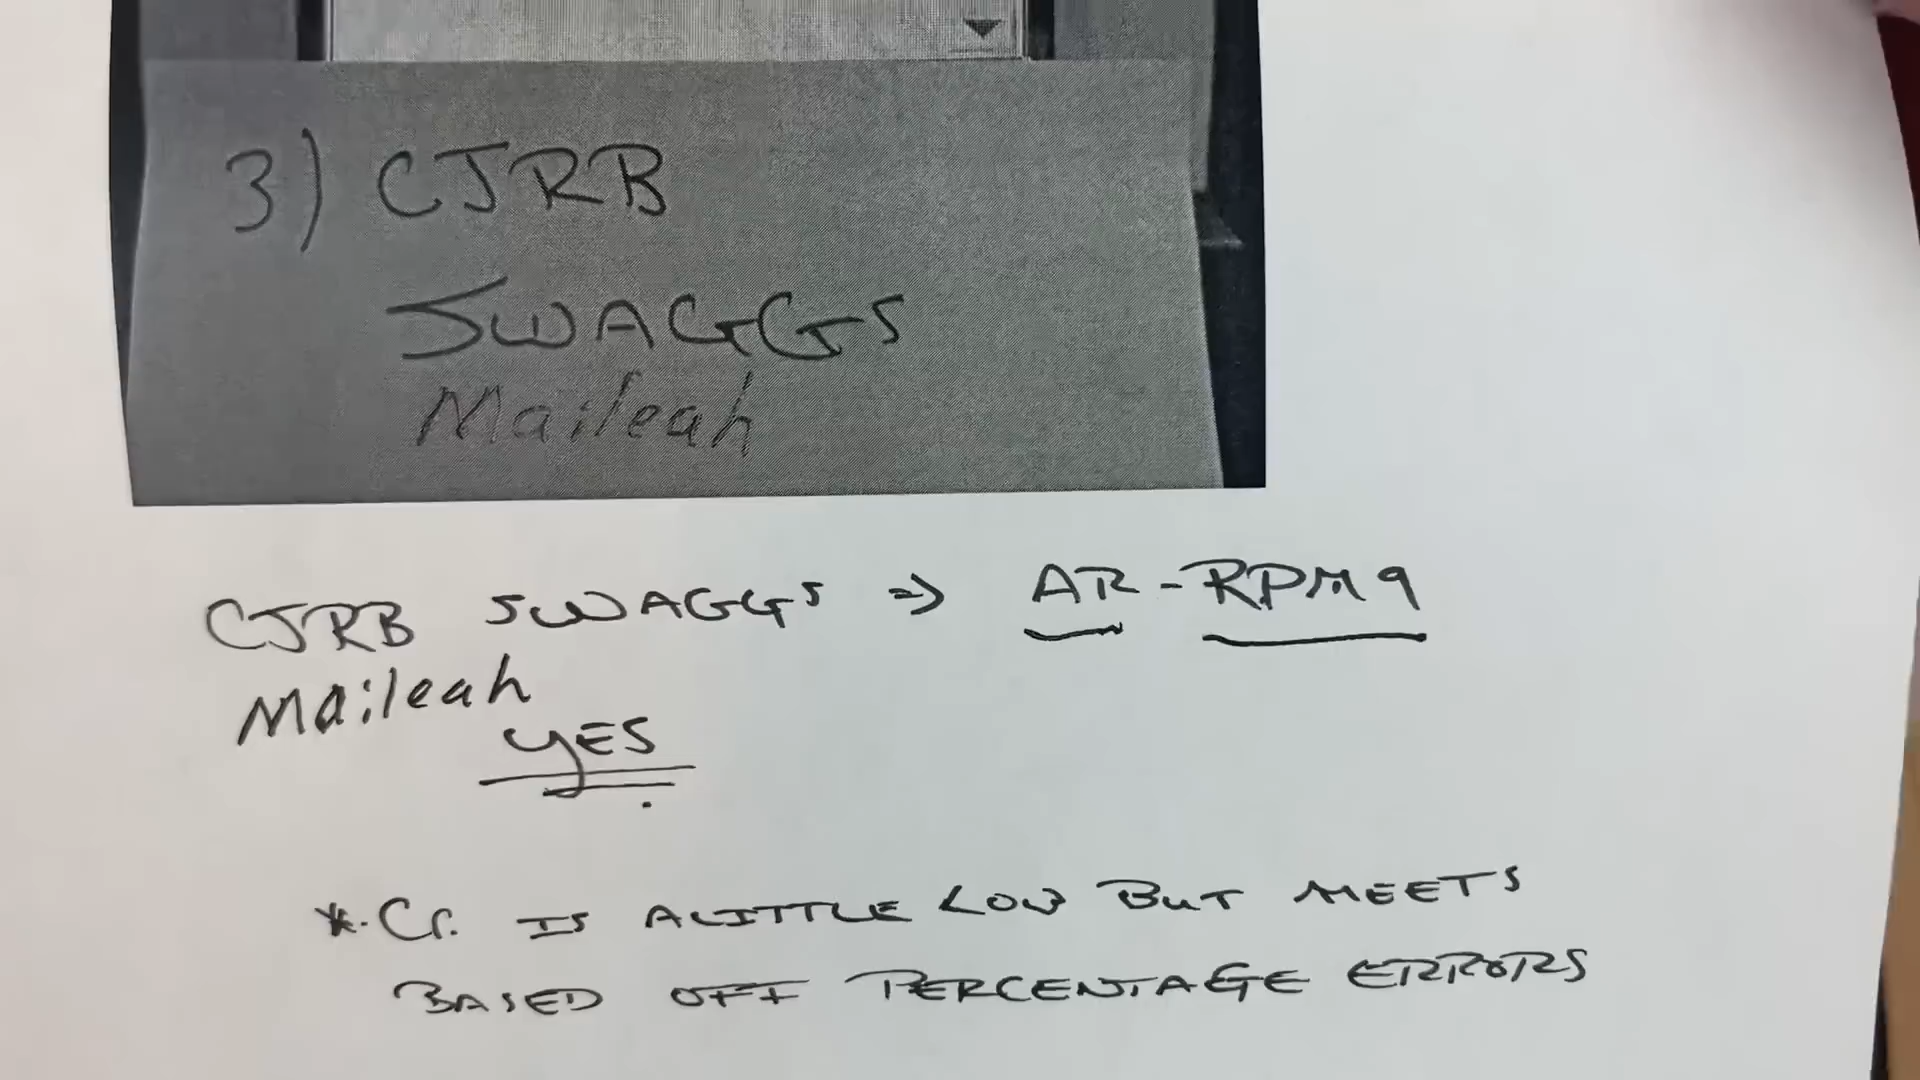 3) CJRB
SWAGGS
Maileah
CJRB SWAGGS => AR-RPM9
Maileah
YES
*. Cr. IS A LITTLE LOW BUT MEETS
BASED OFF PERCENTAGE ERRORS